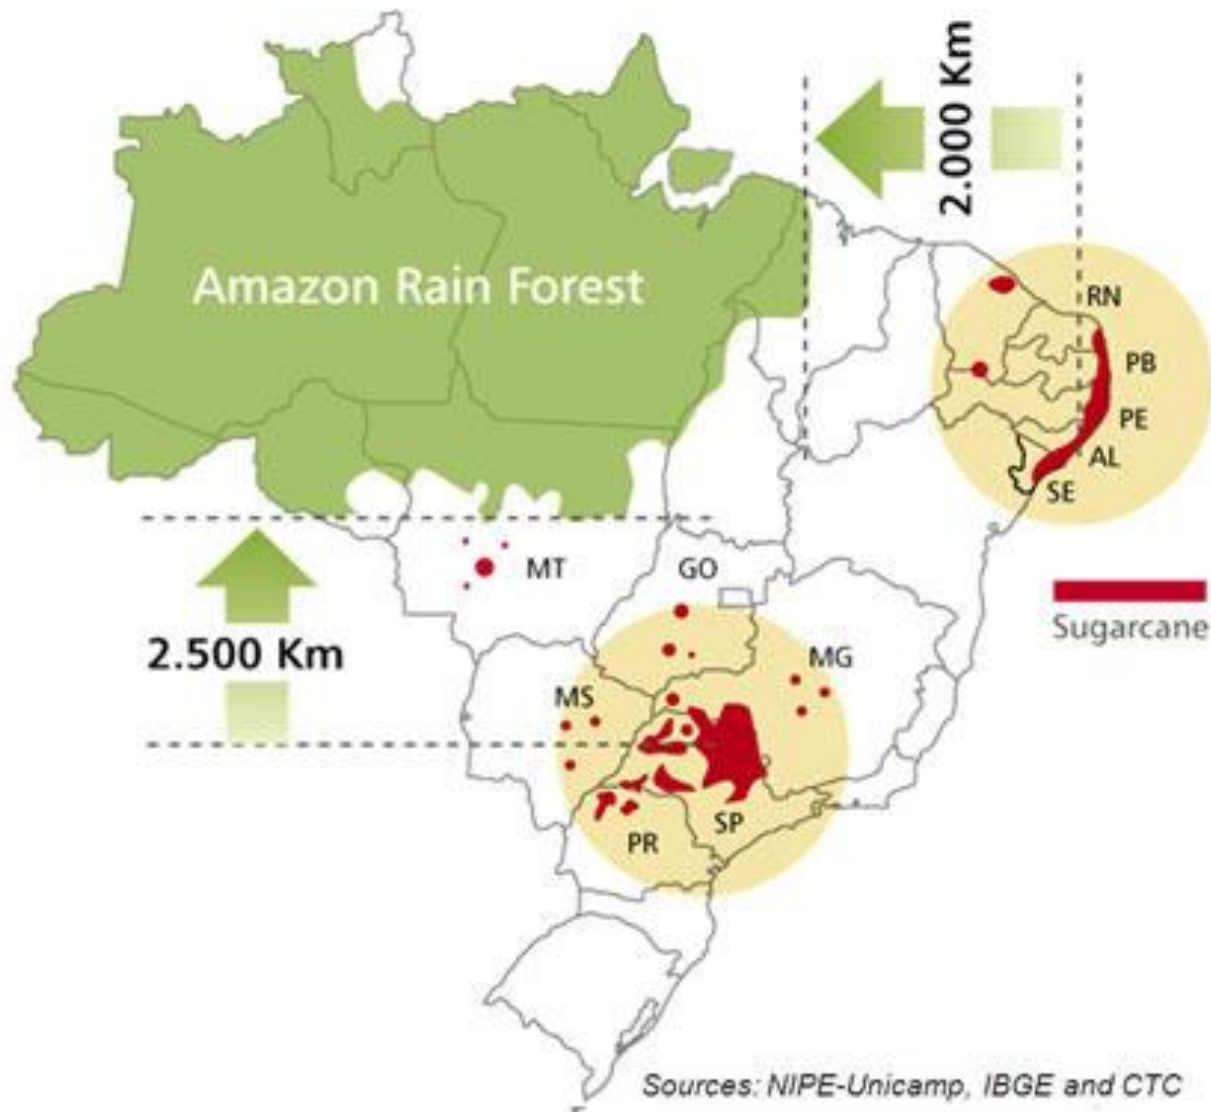 2.000 Km
Amazon Rain Forest
RN
PB
PE
AL
SE
MT
GO
Sugarcane
2.500 Km
MG
MS
SP
PR
Sources: NIPE-Unicamp, IBGE and CTC